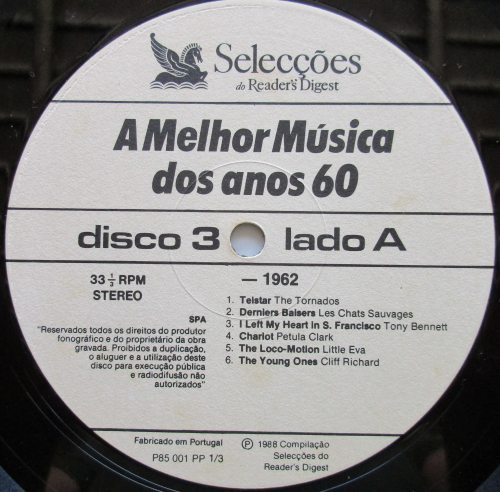 Selecções
do Reader's Digest
A Melhor Música
dos anos 60
disco 3 lado A
33 1/3 RPM
STEREO
SPA
"Reservados todos os direitos do produtor
fonográfico e do proprietário da obra
gravada. Proibidos a duplicação,
o aluguer e a utilização deste
disco para execução pública
e radiodifusão não
autorizados"
— 1962
1. Telstar The Tornados
2. Derniers Baisers Les Chats Sauvages
3. I Left My Heart in S. Francisco Tony Bennett
4. Chariot Petula Clark
5. The Loco-Motion Little Eva
6. The Young Ones Cliff Richard
Fabricado em Portugal
P85 001 PP 1/3
Ⓟ 1988 Compilação
Selecções do
Reader's Digest